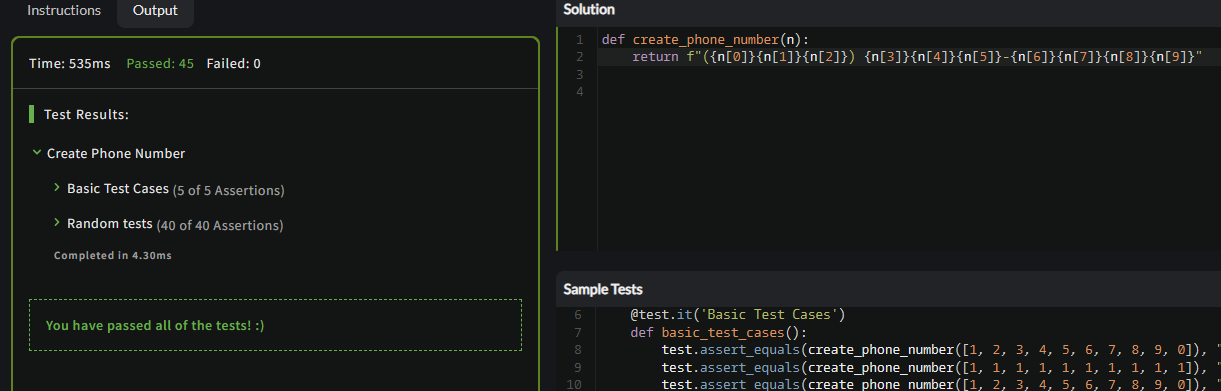 Instructions Output
Time: 535ms Passed: 45 Failed: 0
Test Results:
Create Phone Number
Basic Test Cases (5 of 5 Assertions)
Random tests (40 of 40 Assertions)
Completed in 4.30ms
You have passed all of the tests! :)
Solution
1 def create_phone_number(n):
2     return f"({n[0]}{n[1]}{n[2]}) {n[3]}{n[4]}{n[5]}-{n[6]}{n[7]}{n[8]}{n[9]}"
3
4
Sample Tests
6     @test.it('Basic Test Cases')
7     def basic_test_cases():
8         test.assert_equals(create_phone_number([1, 2, 3, 4, 5, 6, 7, 8, 9, 0]), "
9         test.assert_equals(create_phone_number([1, 1, 1, 1, 1, 1, 1, 1, 1, 1]), "
10         test.assert_equals(create_phone_number([1, 2, 3, 4, 5, 6, 7, 8, 9, 0]), "